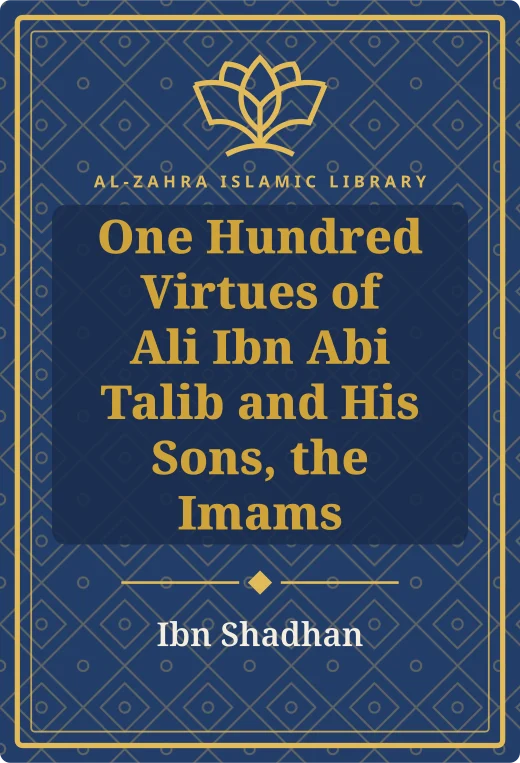 AL-ZAHRA ISLAMIC LIBRARY
One Hundred
Virtues of
Ali Ibn Abi
Talib and His
Sons, the
Imams
Ibn Shadhan